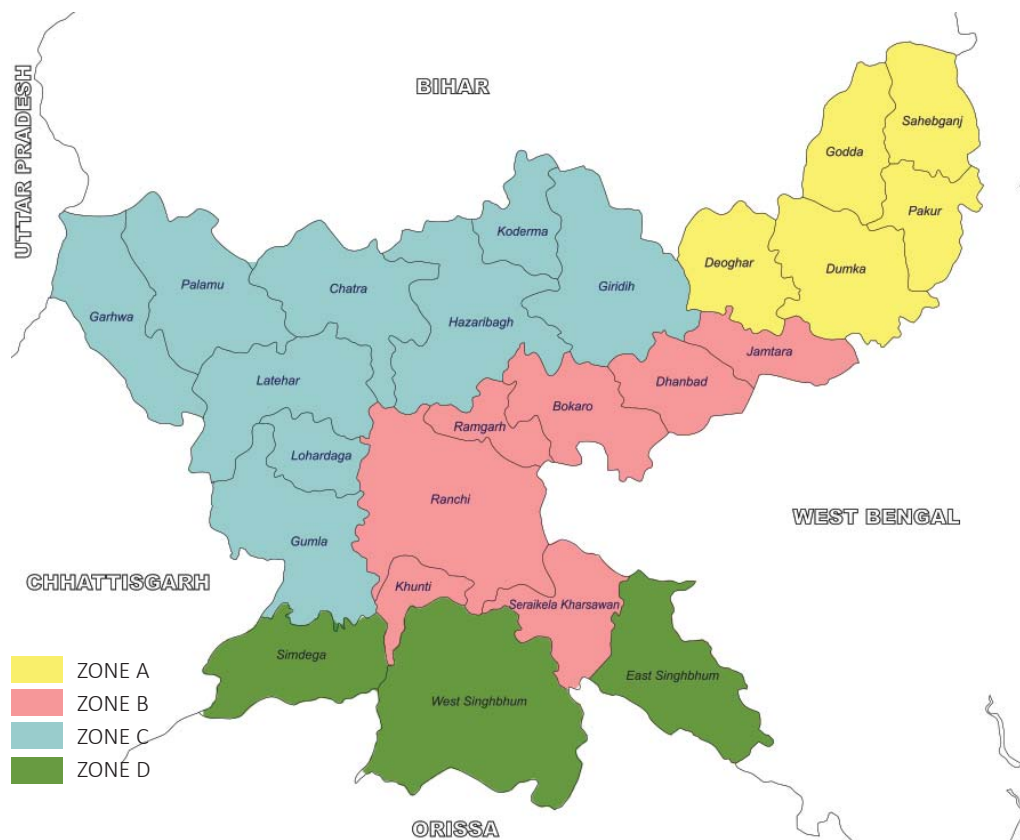 BIHAR
UTTAR PRADESH
Sahebganj
Godda
Pakur
Koderma
Deoghar
Dumka
Palamu
Chatra
Giridih
Garhwa
Hazaribagh
Jamtara
Latehar
Dhanbad
Bokaro
Ramgarh
Lohardaga
Ranchi
WEST BENGAL
Gumla
CHHATTISGARH
Khunti
Seraikela Kharsawan
Simdega
East Singhbhum
West Singhbhum
ZONE A
ZONE B
ZONE C
ZONE D
ORISSA